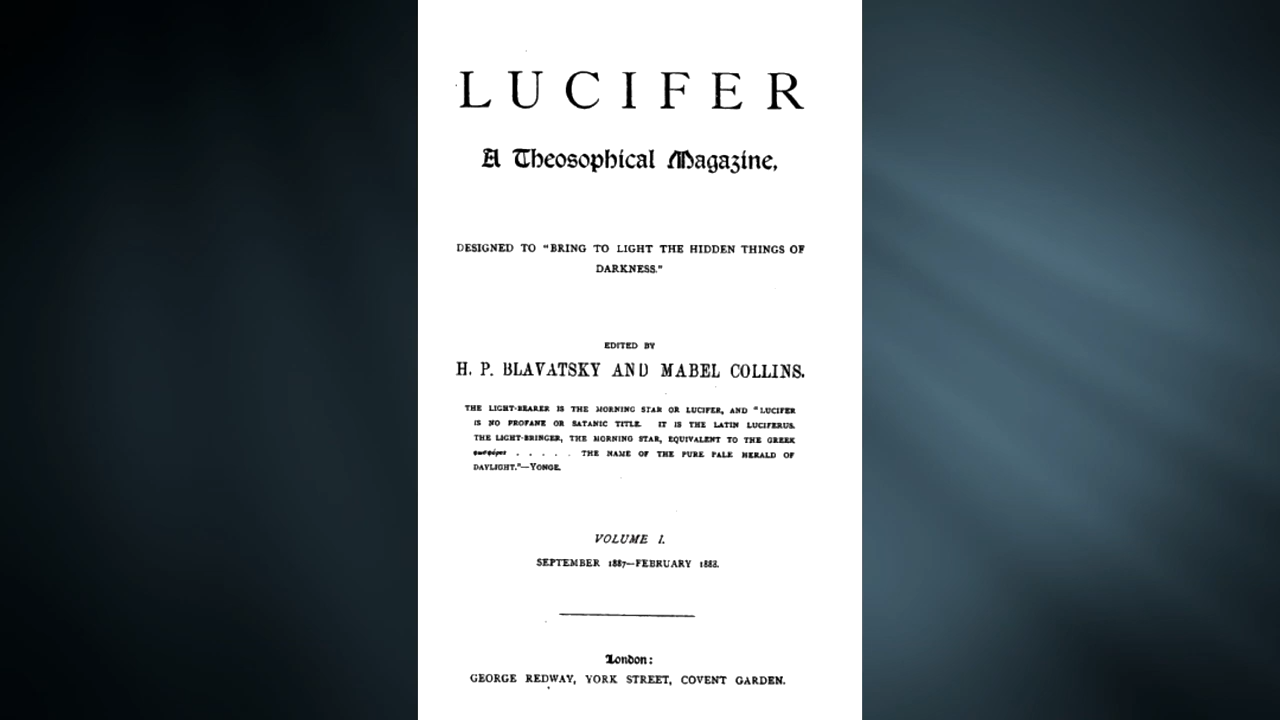 LUCIFER
A Theosophical Magazine,
DESIGNED TO "BRING TO LIGHT THE HIDDEN THINGS OF
DARKNESS."
EDITED BY
H. P. BLAVATSKY AND MABEL COLLINS.
THE LIGHT-BEARER IS THE MORNING STAR OR LUCIFER, AND "LUCIFER
IS NO PROFANE OR SATANIC TITLE. IT IS THE LATIN LUCIFERUS,
THE LIGHT-BRINGER, THE MORNING STAR, EQUIVALENT TO THE GREEK
φωσφόρος . . . . . THE NAME OF THE PURE PALE HERALD OF
DAYLIGHT."—YONGE.
VOLUME I.
SEPTEMBER 1887—FEBRUARY 1888.
London:
GEORGE REDWAY, YORK STREET, COVENT GARDEN.